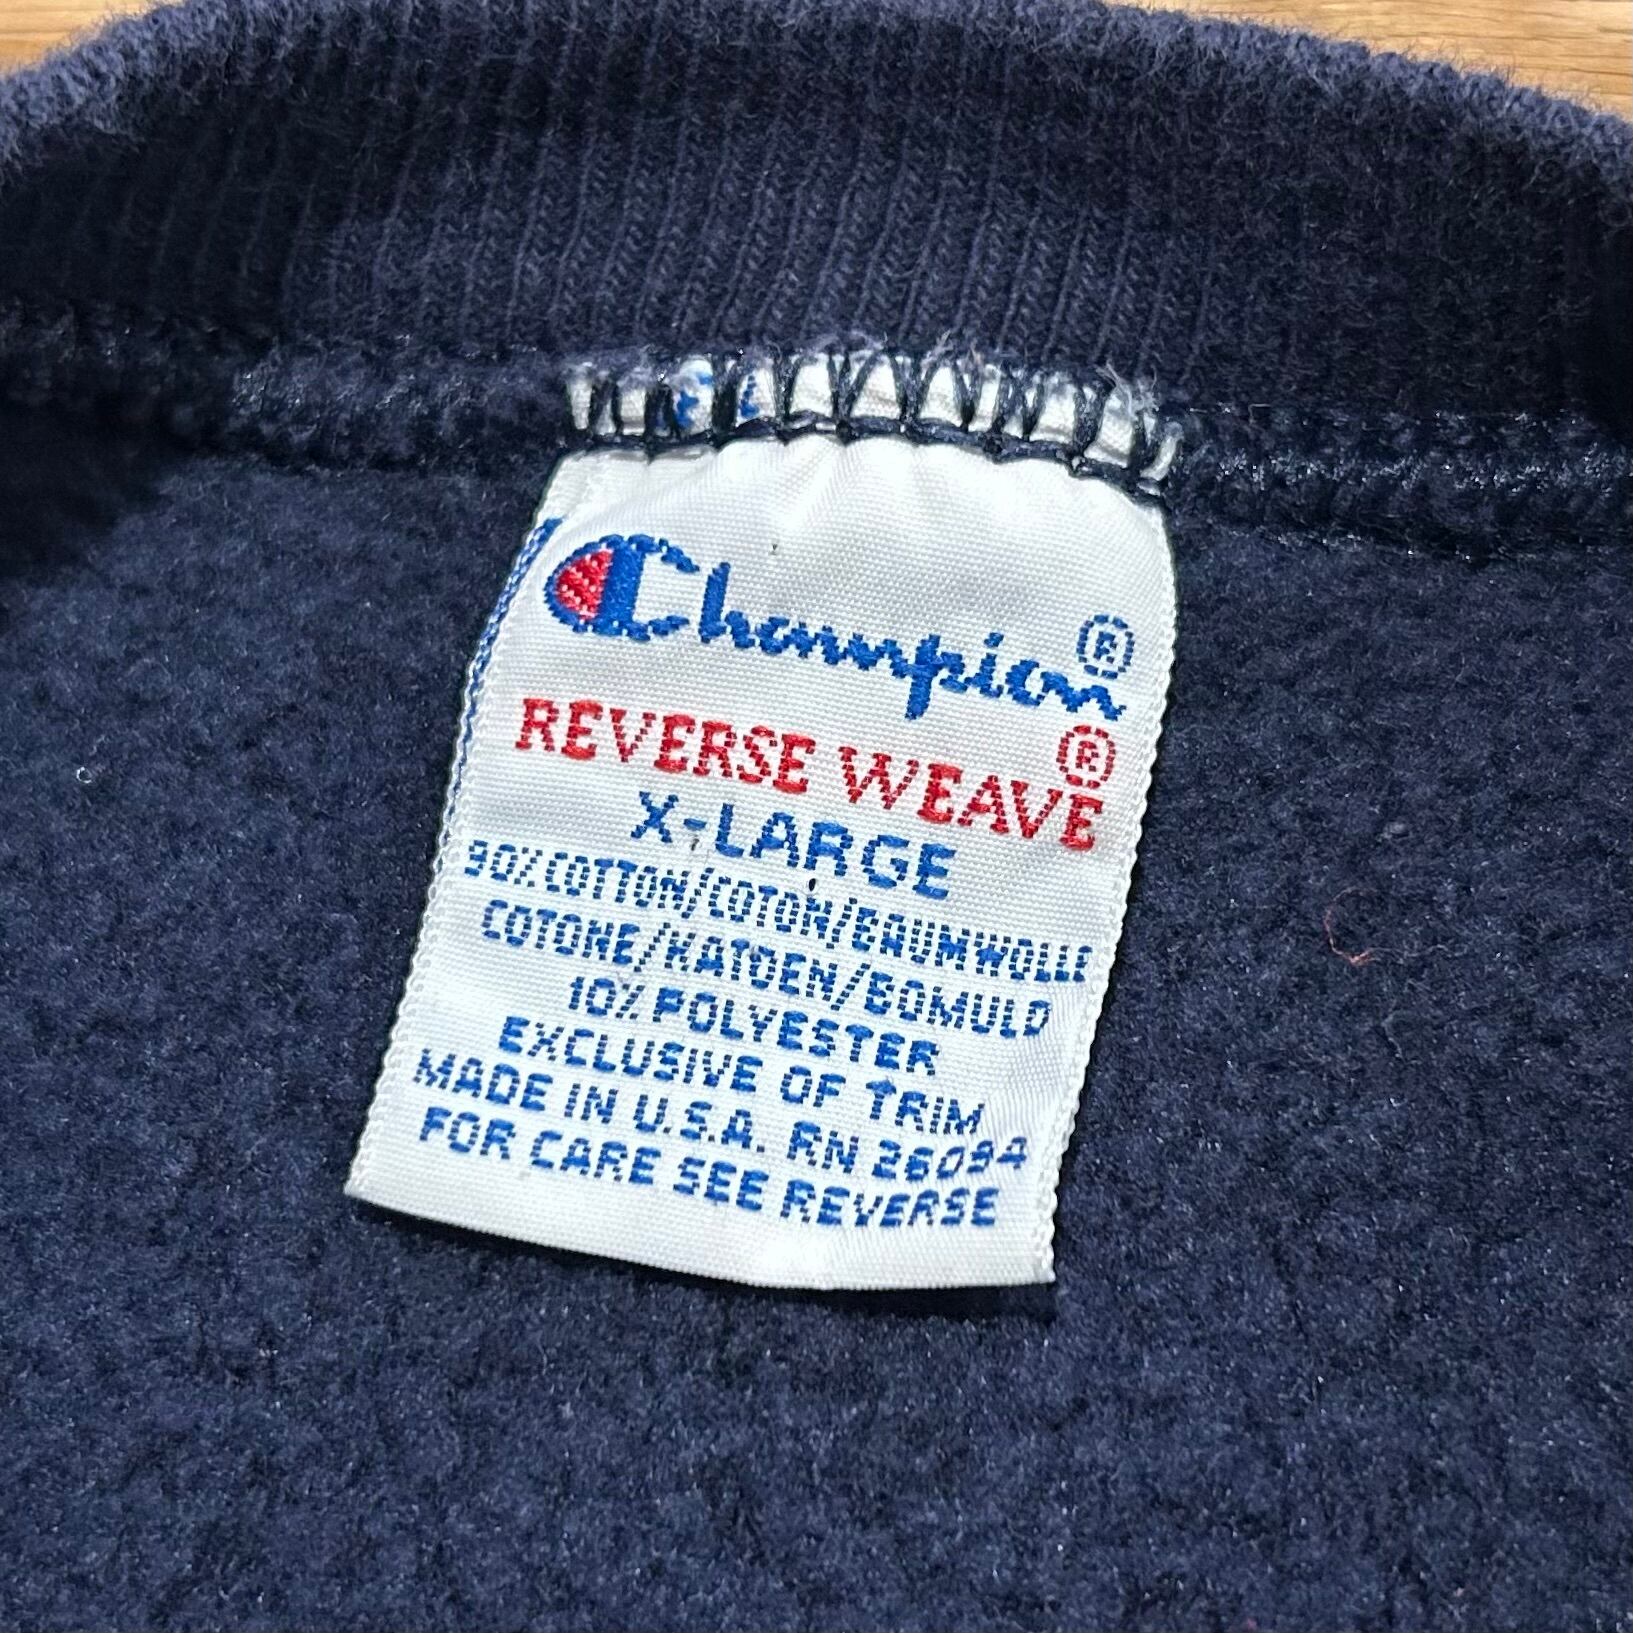 Champion®
REVERSE WEAVE®
X-LARGE
90% COTTON/COTON/BAUMWOLLE
COTONE/KATOEN/BOMULD
10% POLYESTER
EXCLUSIVE OF TRIM
MADE IN U.S.A. RN 26094
FOR CARE SEE REVERSE